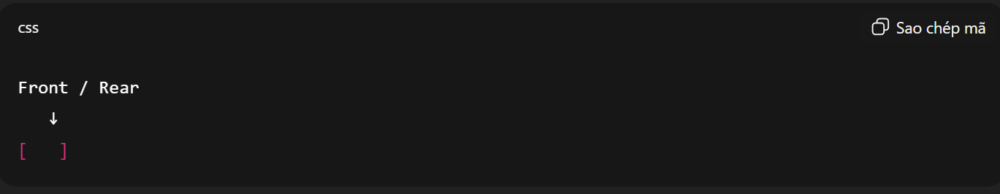 css
Sao chép mã
Front / Rear
↓
[   ]